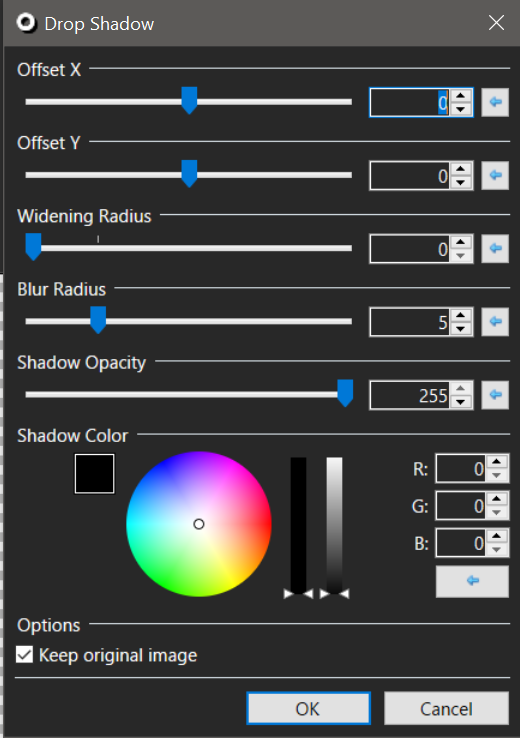 Drop Shadow
Offset X
0
Offset Y
0
Widening Radius
0
Blur Radius
5
Shadow Opacity
255
Shadow Color
R: 0
G: 0
B: 0
Options
Keep original image
OK Cancel